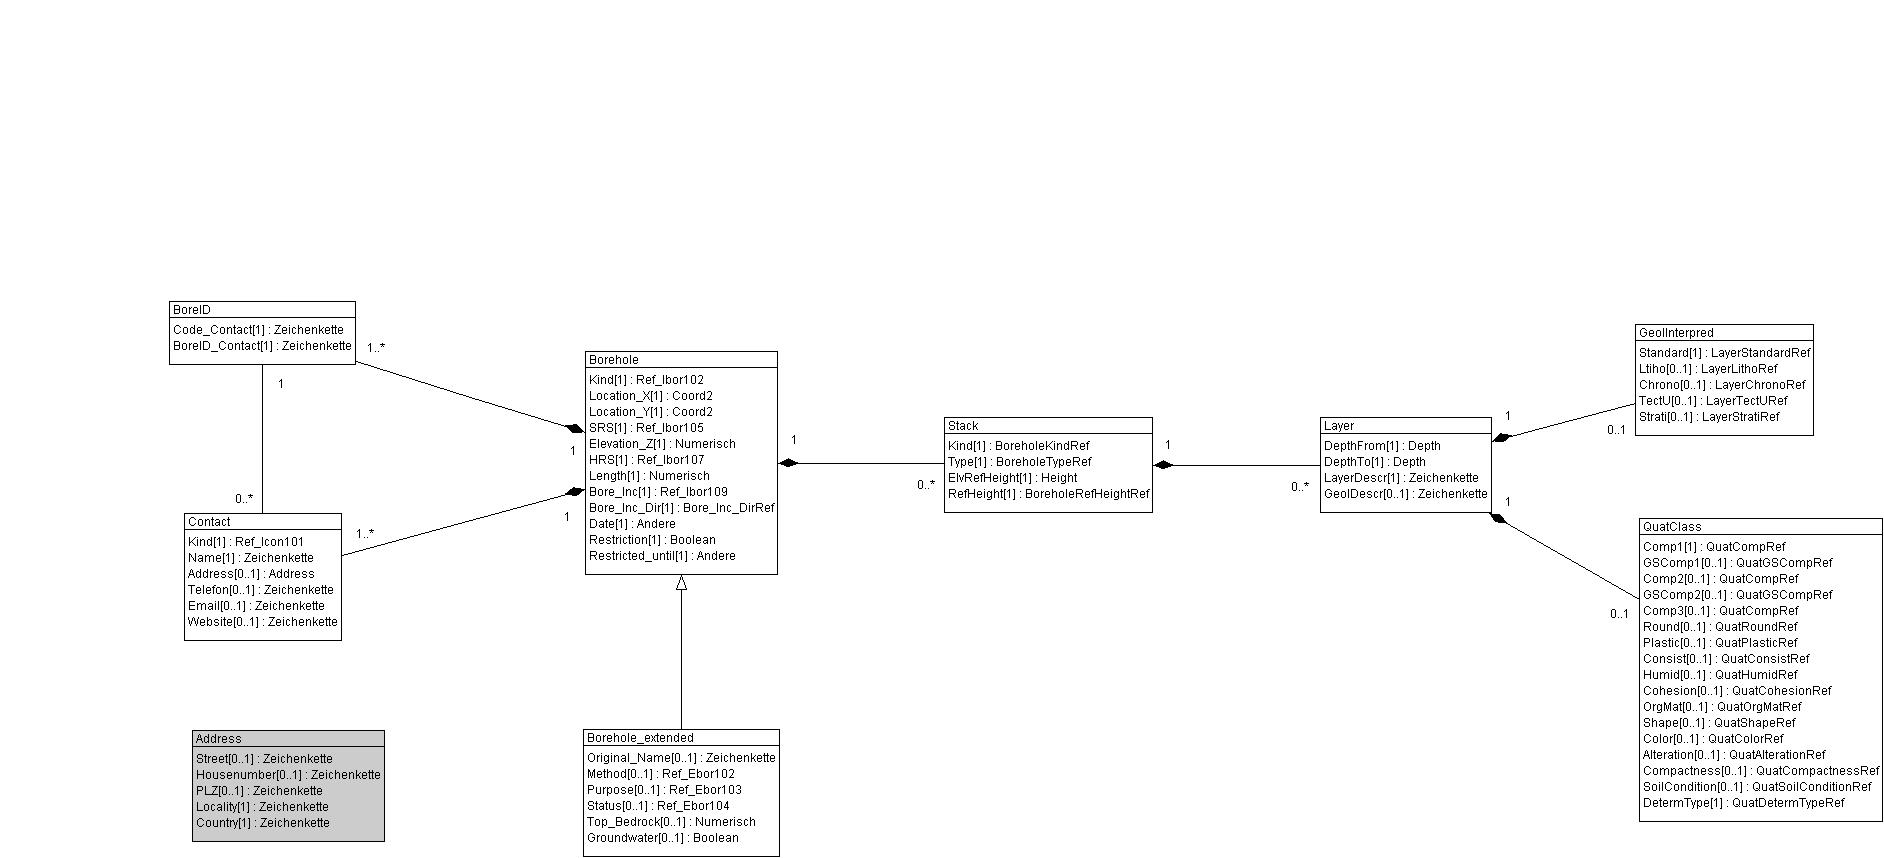 BoreID
Code_Contact[1] : Zeichenkette
BoreID_Contact[1] : Zeichenkette
1..*
1
1
0..*
Contact
Kind[1] : Ref_Icon101
Name[1] : Zeichenkette
Address[0..1] : Address
Telefon[0..1] : Zeichenkette
Email[0..1] : Zeichenkette
Website[0..1] : Zeichenkette
1..*
1
Address
Street[0..1] : Zeichenkette
Housenumber[0..1] : Zeichenkette
PLZ[0..1] : Zeichenkette
Locality[1] : Zeichenkette
Country[1] : Zeichenkette
Borehole
Kind[1] : Ref_Ibor102
Location_X[1] : Coord2
Location_Y[1] : Coord2
SRS[1] : Ref_Ibor105
Elevation_Z[1] : Numerisch
HRS[1] : Ref_Ibor107
Length[1] : Numerisch
Bore_Inc[1] : Ref_Ibor109
Bore_Inc_Dir[1] : Bore_Inc_DirRef
Date[1] : Andere
Restriction[1] : Boolean
Restricted_until[1] : Andere
Borehole_extended
Original_Name[0..1] : Zeichenkette
Method[0..1] : Ref_Ebor102
Purpose[0..1] : Ref_Ebor103
Status[0..1] : Ref_Ebor104
Top_Bedrock[0..1] : Numerisch
Groundwater[0..1] : Boolean
1
0..*
Stack
Kind[1] : BoreholeKindRef
Type[1] : BoreholeTypeRef
ElvRefHeight[1] : Height
RefHeight[1] : BoreholeRefHeightRef
1
0..*
Layer
DepthFrom[1] : Depth
DepthTo[1] : Depth
LayerDescr[1] : Zeichenkette
GeolDescr[0..1] : Zeichenkette
1
0..1
1
0..1
GeolInterpred
Standard[1] : LayerStandardRef
Ltiho[0..1] : LayerLithoRef
Chrono[0..1] : LayerChronoRef
TectU[0..1] : LayerTectURef
Strati[0..1] : LayerStratiRef
QuatClass
Comp1[1] : QuatCompRef
GSComp1[0..1] : QuatGSCompRef
Comp2[0..1] : QuatCompRef
GSComp2[0..1] : QuatGSCompRef
Comp3[0..1] : QuatCompRef
Round[0..1] : QuatRoundRef
Plastic[0..1] : QuatPlasticRef
Consist[0..1] : QuatConsistRef
Humid[0..1] : QuatHumidRef
Cohesion[0..1] : QuatCohesionRef
OrgMat[0..1] : QuatOrgMatRef
Shape[0..1] : QuatShapeRef
Color[0..1] : QuatColorRef
Alteration[0..1] : QuatAlterationRef
Compactness[0..1] : QuatCompactnessRef
SoilCondition[0..1] : QuatSoilConditionRef
DetermType[1] : QuatDetermTypeRef